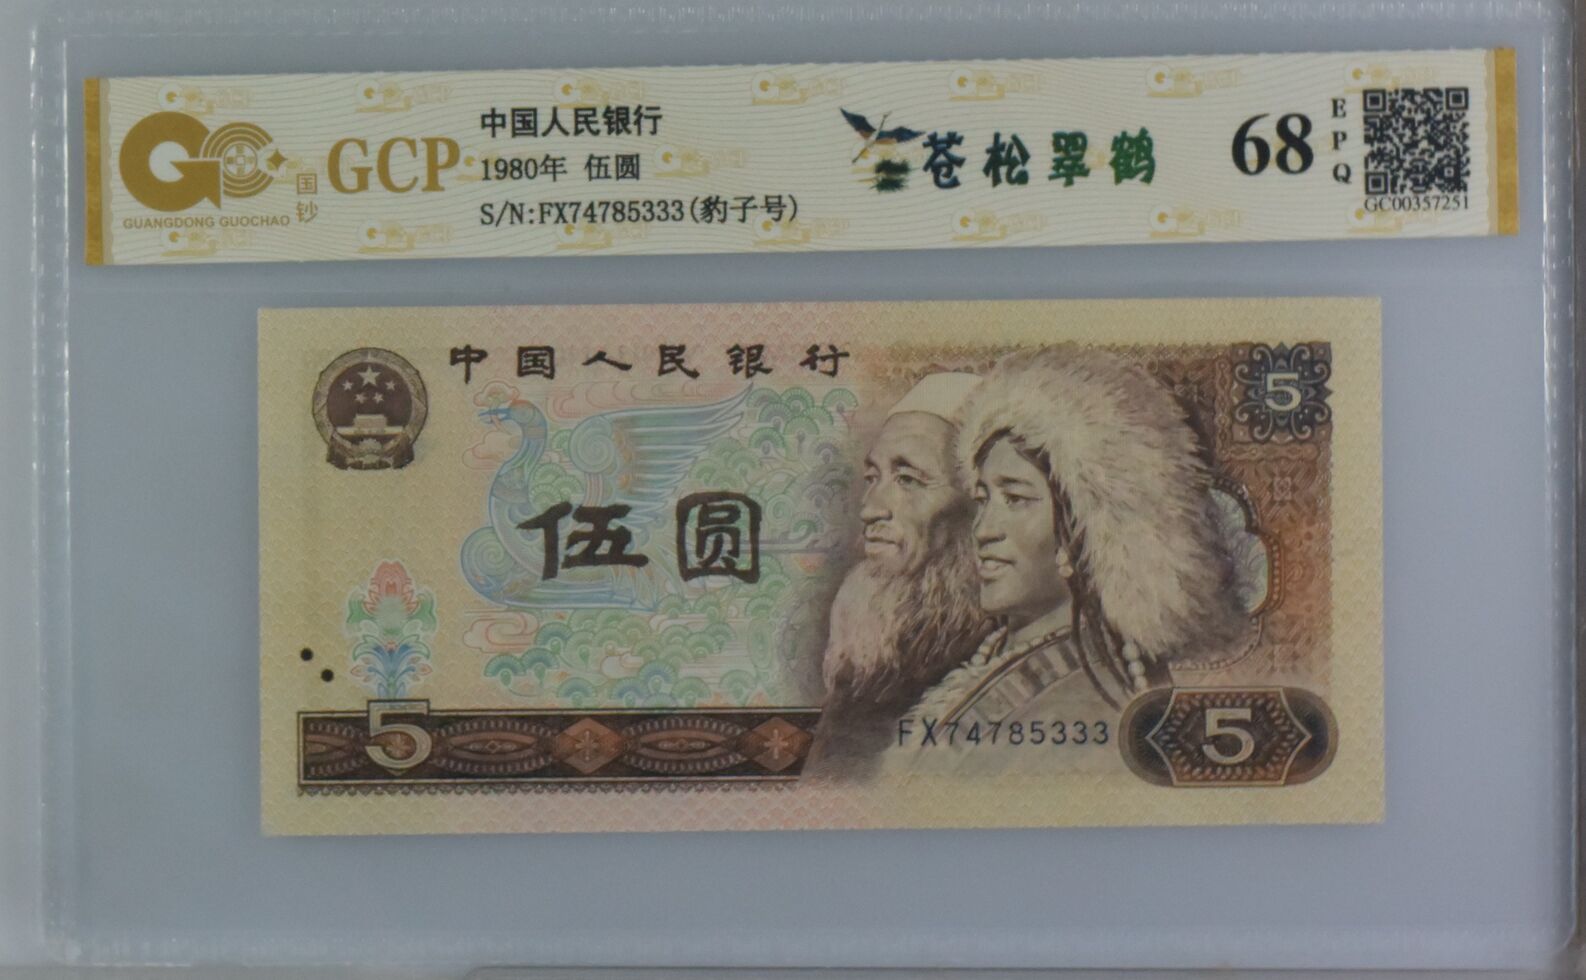 GUANGDONG GUOCHAO
国钞
GCP
中国人民银行
1980年 伍圆
S/N:FX74785333(豹子号)
苍松翠鹤
68
EPQ
GC00357251
中国人民银行
5
伍圆
5
FX74785333
5